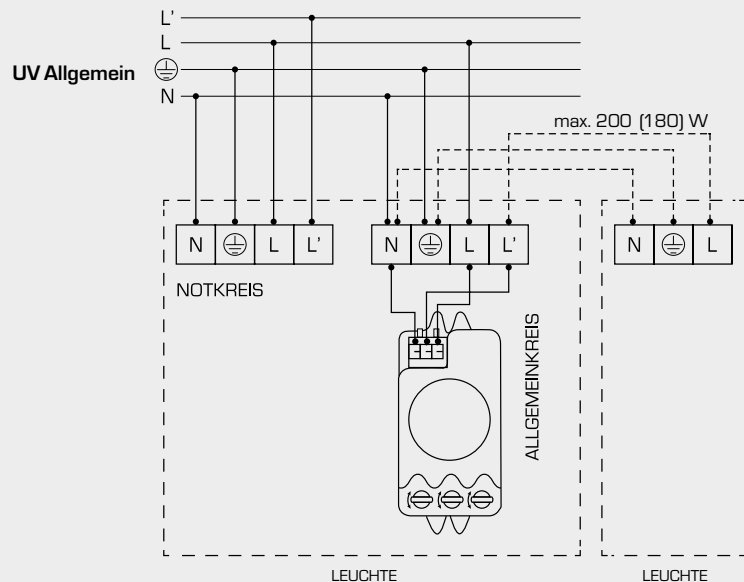 L'
L
UV Allgemein
N
max. 200 (180) W
N L L'
N L L'
N L
NOTKREIS
ALLGEMEINKREIS
LEUCHTE
LEUCHTE